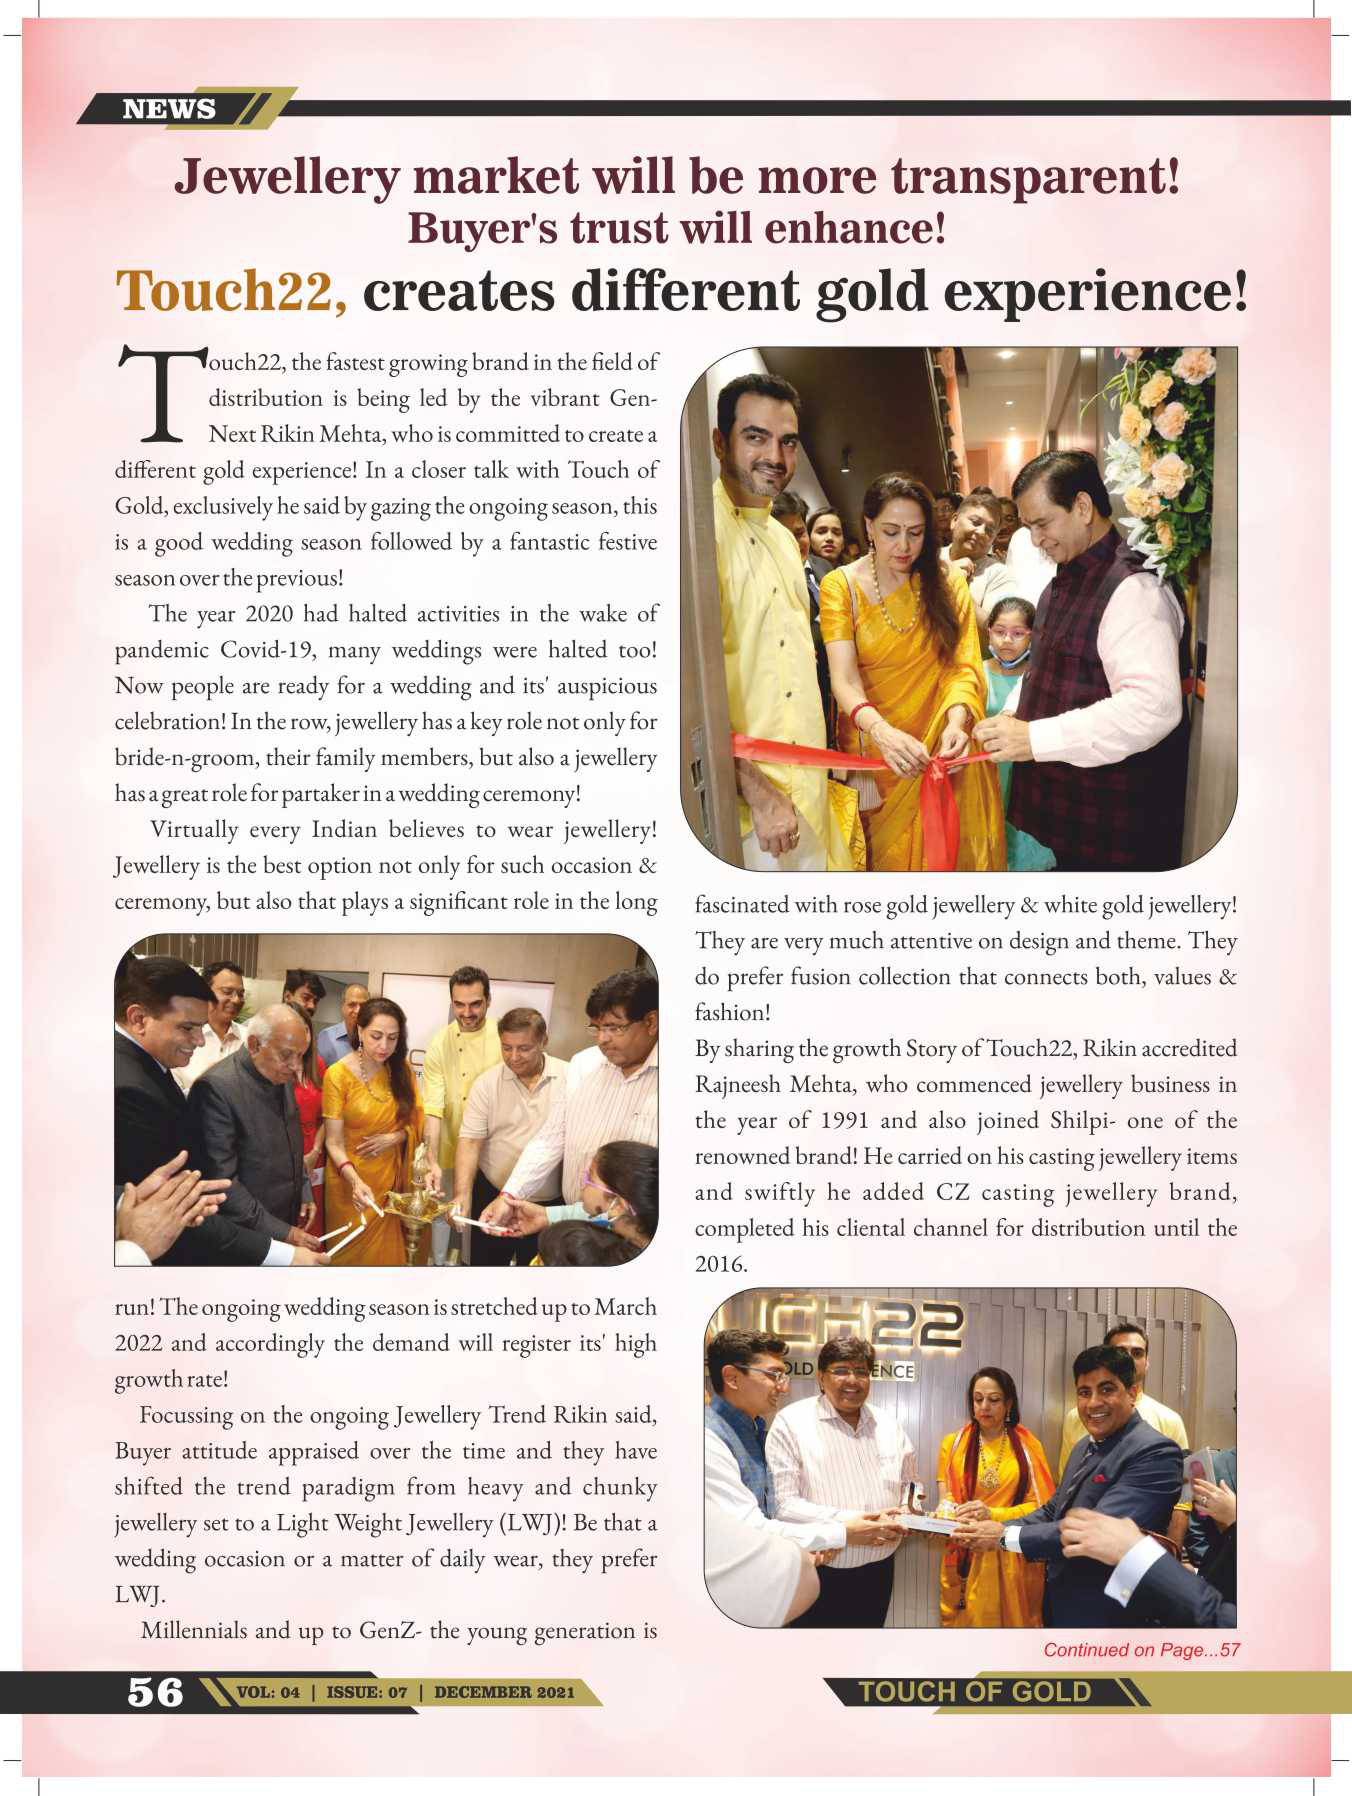 NEWS
Jewellery market will be more transparent!
Buyer's trust will enhance!
Touch22, creates different gold experience!
Touch22, the fastest growing brand in the field of
distribution is being led by the vibrant Gen-
Next Rikin Mehta, who is committed to create a
different gold experience! In a closer talk with Touch of
Gold, exclusively he said by gazing the ongoing season, this
is a good wedding season followed by a fantastic festive
season over the previous!
The year 2020 had halted activities in the wake of
pandemic Covid-19, many weddings were halted too!
Now people are ready for a wedding and its' auspicious
celebration! In the row, jewellery has a key role not only for
bride-n-groom, their family members, but also a jewellery
has a great role for partaker in a wedding ceremony!
Virtually every Indian believes to wear jewellery!
Jewellery is the best option not only for such occasion &
ceremony, but also that plays a significant role in the long
run! The ongoing wedding season is stretched up to March
2022 and accordingly the demand will register its' high
growth rate!
Focussing on the ongoing Jewellery Trend Rikin said,
Buyer attitude appraised over the time and they have
shifted the trend paradigm from heavy and chunky
jewellery set to a Light Weight Jewellery (LWJ)! Be that a
wedding occasion or a matter of daily wear, they prefer
LWJ.
Millennials and up to GenZ- the young generation is
fascinated with rose gold jewellery & white gold jewellery!
They are very much attentive on design and theme. They
do prefer fusion collection that connects both, values &
fashion!
By sharing the growth Story of Touch22, Rikin accredited
Rajneesh Mehta, who commenced jewellery business in
the year of 1991 and also joined Shilpi- one of the
renowned brand! He carried on his casting jewellery items
and swiftly he added CZ casting jewellery brand,
completed his cliental channel for distribution until the
2016.
UCH22
OLD ENCE
Continued on Page...57
56 VOL: 04 | ISSUE: 07 | DECEMBER 2021
TOUCH OF GOLD